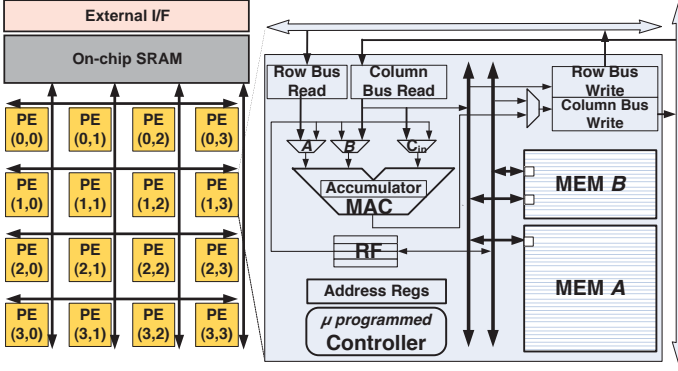 External I/F
On-chip SRAM
PE
(0,0)
PE
(0,1)
PE
(0,2)
PE
(0,3)
PE
(1,0)
PE
(1,1)
PE
(1,2)
PE
(1,3)
PE
(2,0)
PE
(2,1)
PE
(2,2)
PE
(2,3)
PE
(3,0)
PE
(3,1)
PE
(3,2)
PE
(3,3)
Row Bus
Read
Column
Bus Read
Row Bus
Write
Column Bus
Write
A
B
Cin
Accumulator
MAC
RF
Address Regs
μ programmed
Controller
MEM B
MEM A